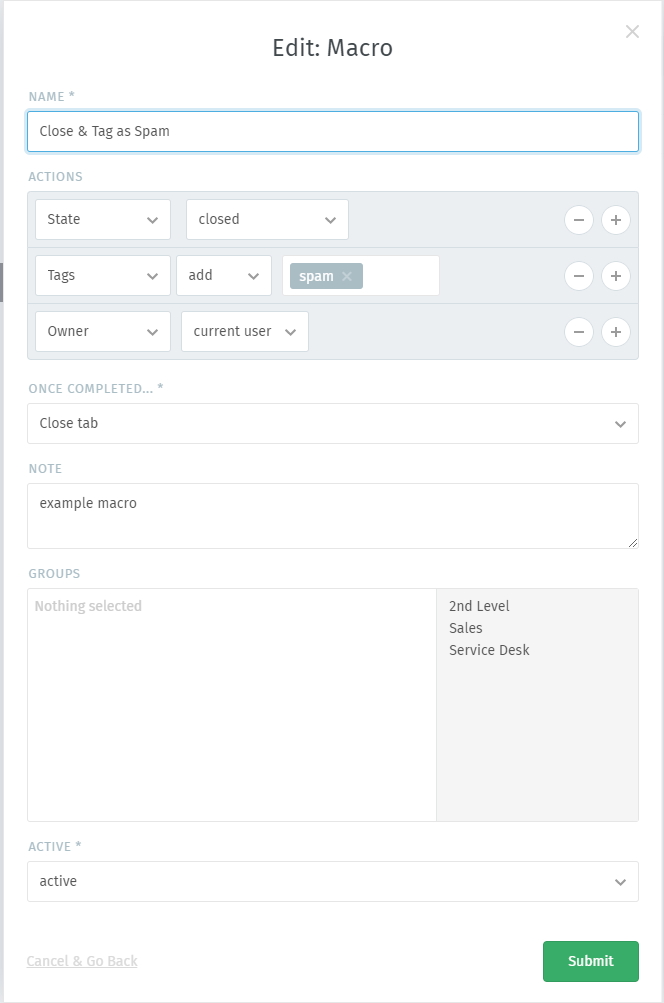 Edit: Macro
NAME *
Close & Tag as Spam
ACTIONS
State closed
Tags add spam
Owner current user
ONCE COMPLETED... *
Close tab
NOTE
example macro
GROUPS
Nothing selected
2nd Level
Sales
Service Desk
ACTIVE *
active
Cancel & Go Back
Submit